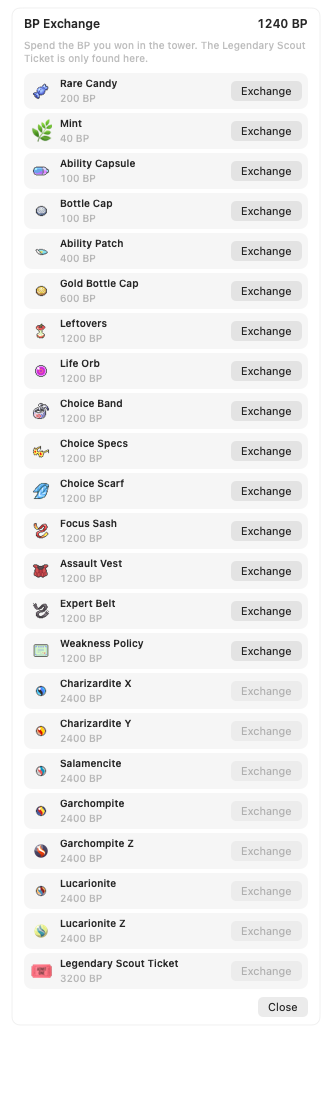 BP Exchange 1240 BP
Spend the BP you won in the tower. The Legendary Scout
Ticket is only found here.
Rare Candy
200 BP
Exchange
Mint
40 BP
Exchange
Ability Capsule
100 BP
Exchange
Bottle Cap
100 BP
Exchange
Ability Patch
400 BP
Exchange
Gold Bottle Cap
600 BP
Exchange
Leftovers
1200 BP
Exchange
Life Orb
1200 BP
Exchange
Choice Band
1200 BP
Exchange
Choice Specs
1200 BP
Exchange
Choice Scarf
1200 BP
Exchange
Focus Sash
1200 BP
Exchange
Assault Vest
1200 BP
Exchange
Expert Belt
1200 BP
Exchange
Weakness Policy
1200 BP
Exchange
Charizardite X
2400 BP
Exchange
Charizardite Y
2400 BP
Exchange
Salamencite
2400 BP
Exchange
Garchompite
2400 BP
Exchange
Garchompite Z
2400 BP
Exchange
Lucarionite
2400 BP
Exchange
Lucarionite Z
2400 BP
Exchange
Legendary Scout Ticket
3200 BP
Exchange
Close